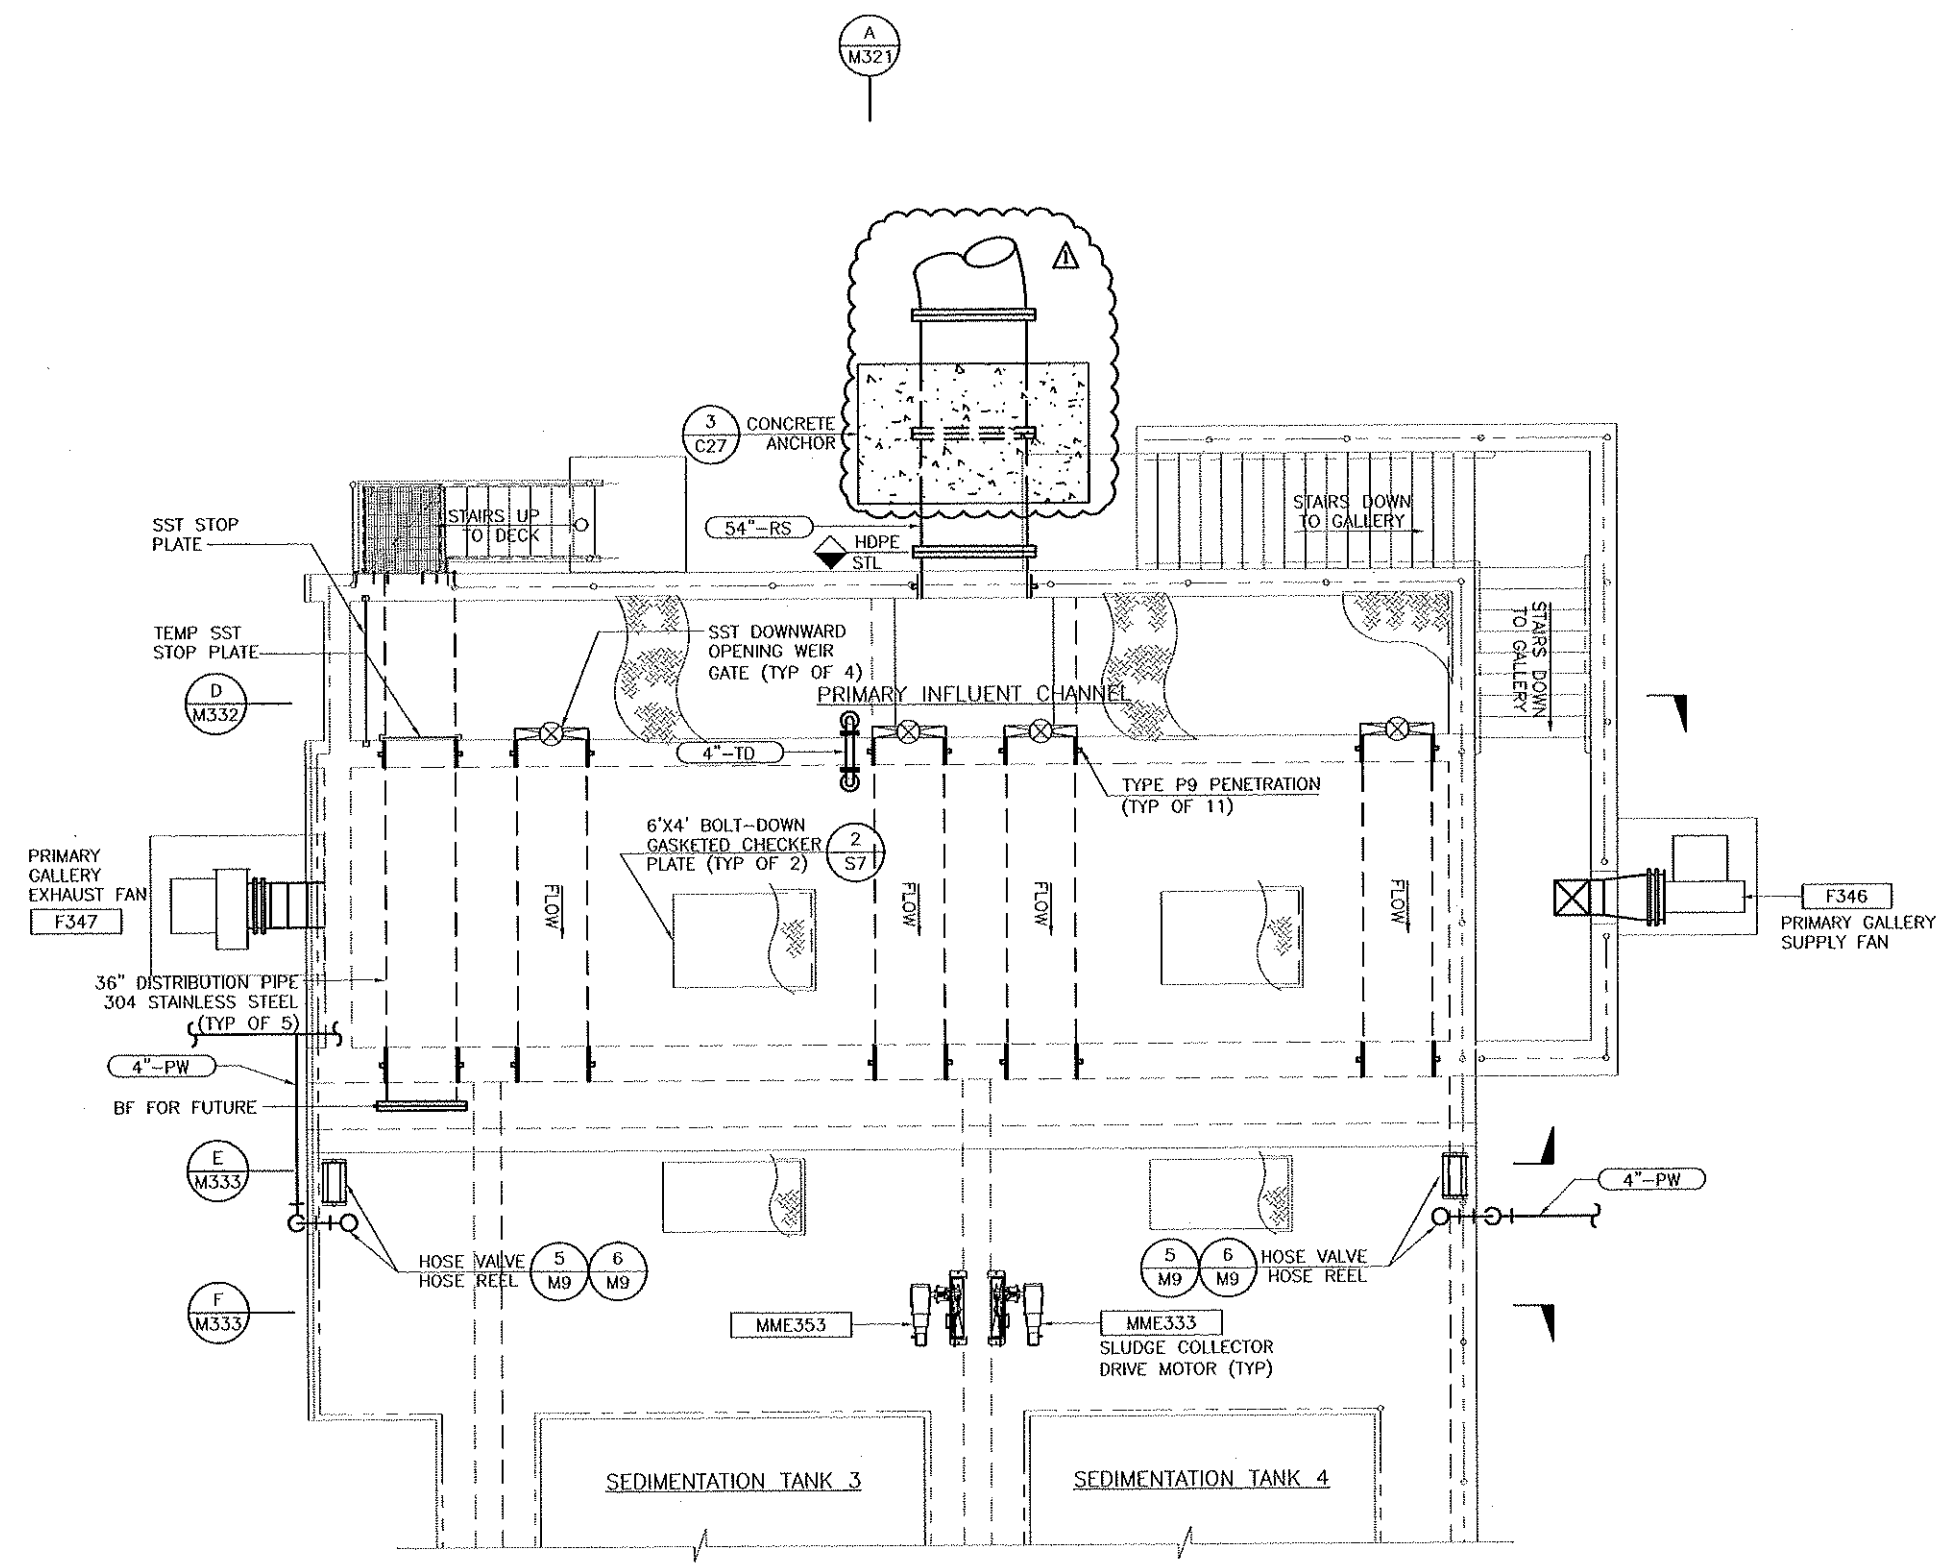 A
M321
1
3
C27
CONCRETE
ANCHOR
54"-RS
HDPE
STL
STAIRS UP
TO DECK
STAIRS DOWN
TO GALLERY
STAIRS DOWN
TO GALLERY
SST STOP
PLATE
TEMP SST
STOP PLATE
D
M332
SST DOWNWARD
OPENING WEIR
GATE (TYP OF 4)
PRIMARY INFLUENT CHANNEL
4"-TD
TYPE P9 PENETRATION
(TYP OF 11)
6'X4' BOLT-DOWN
GASKETED CHECKER
PLATE (TYP OF 2)
2
S7
PRIMARY
GALLERY
EXHAUST FAN
F347
FLOW
FLOW
FLOW
FLOW
F346
PRIMARY GALLERY
SUPPLY FAN
36" DISTRIBUTION PIPE
304 STAINLESS STEEL
(TYP OF 5)
4"-PW
BF FOR FUTURE
E
M333
4"-PW
HOSE VALVE
HOSE REEL
5
M9
6
M9
5
M9
6
M9
HOSE VALVE
HOSE REEL
F
M333
MME353
MME333
SLUDGE COLLECTOR
DRIVE MOTOR (TYP)
SEDIMENTATION TANK 3
SEDIMENTATION TANK 4